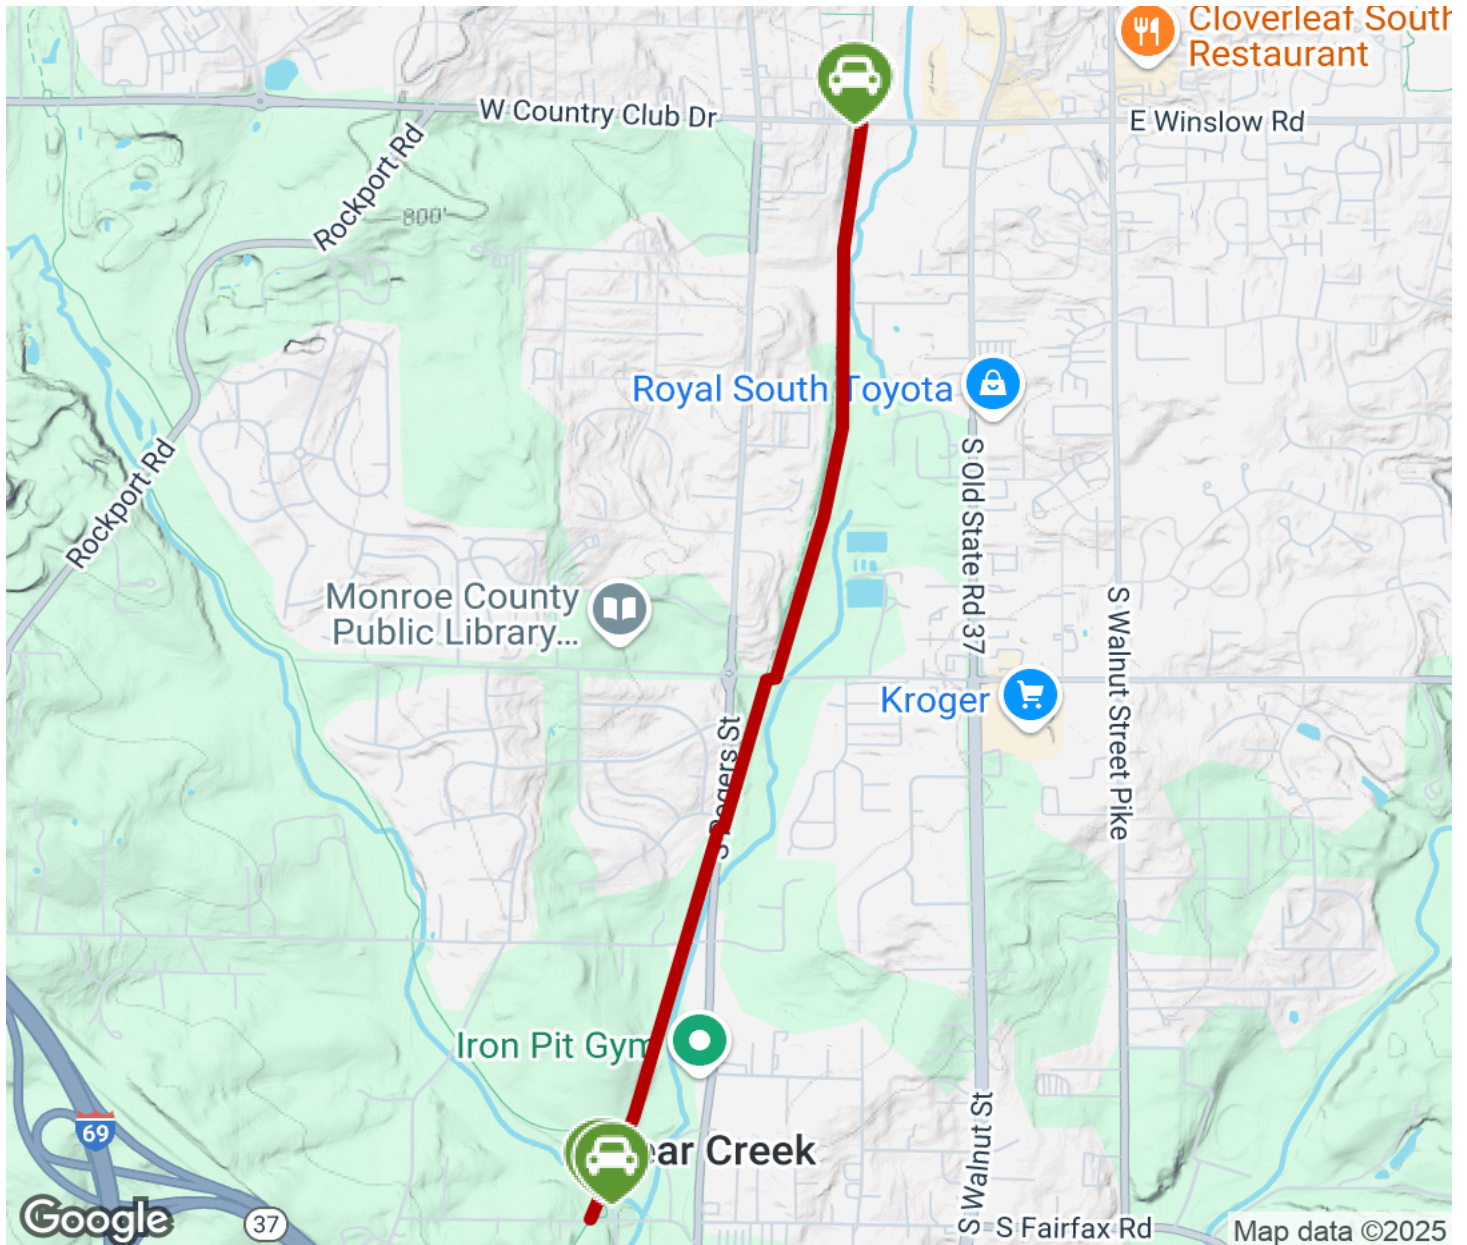 Cloverleaf South
Restaurant
W Country Club Dr
E Winslow Rd
Rockport Rd
800'
Royal South Toyota
Rockport Rd
S Old State Rd 37
Monroe County
Public Library...
S Walnut Street Pike
Kroger
S Rogers St
Iron Pit Gym
69
ear Creek
S Walnut St
Google
37
S Fairfax Rd
Map data ©2025